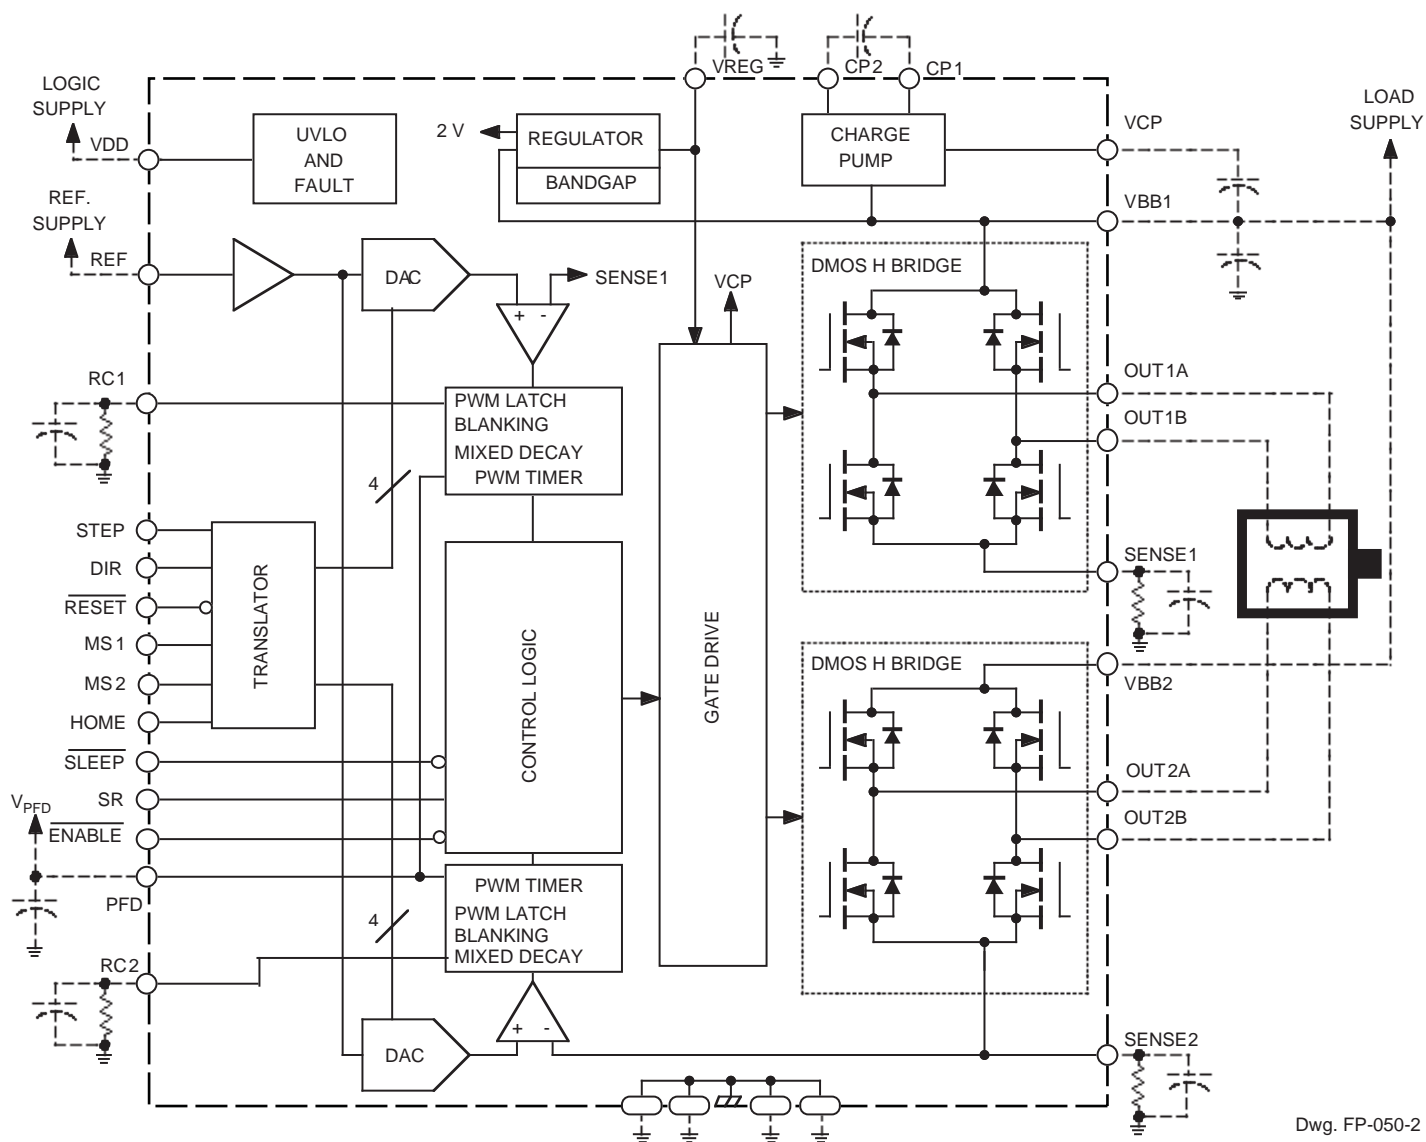 VREG
CP2
CP1
LOGIC
SUPPLY
VDD
UVLO
AND
FAULT
2 V
REGULATOR
BANDGAP
CHARGE
PUMP
VCP
LOAD
SUPPLY
REF.
SUPPLY
REF
VBB1
DAC
SENSE1
+ -
VCP
DMOS H BRIDGE
RC1
PWM LATCH
BLANKING
MIXED DECAY
PWM TIMER
4
OUT1A
OUT1B
STEP
DIR
RESET
MS1
MS2
HOME
SLEEP
SR
ENABLE
TRANSLATOR
CONTROL LOGIC
GATE DRIVE
SENSE1
DMOS H BRIDGE
VBB2
OUT2A
OUT2B
VPFD
PFD
PWM TIMER
PWM LATCH
BLANKING
MIXED DECAY
4
RC2
DAC
+ -
SENSE2
Dwg. FP-050-2